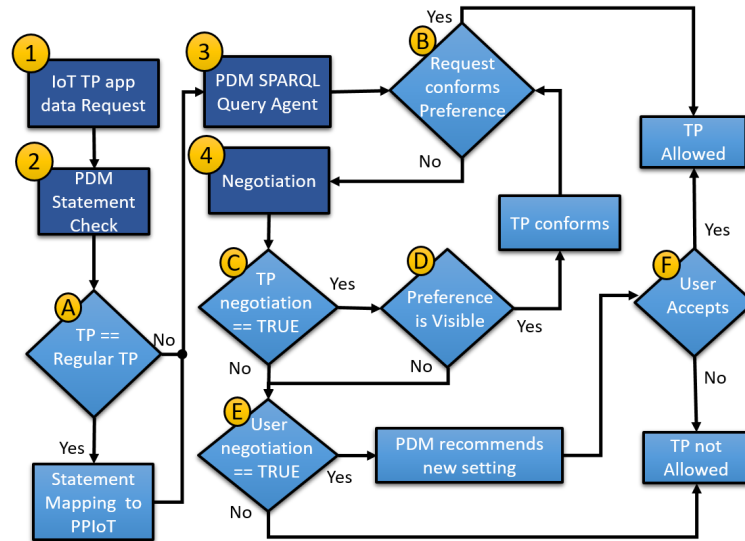 1
IoT TP app
data Request
2
PDM
Statement
Check
A
TP ==
Regular TP
No
Yes
Statement
Mapping to
PPIoT
3
PDM SPARQL
Query Agent
B
Request
conforms
Preference
Yes
No
4
Negotiation
C
TP
negotiation
== TRUE
Yes
No
D
Preference
is Visible
Yes
No
TP conforms
E
User
negotiation
== TRUE
Yes
No
PDM recommends
new setting
F
User
Accepts
Yes
No
TP
Allowed
TP not
Allowed